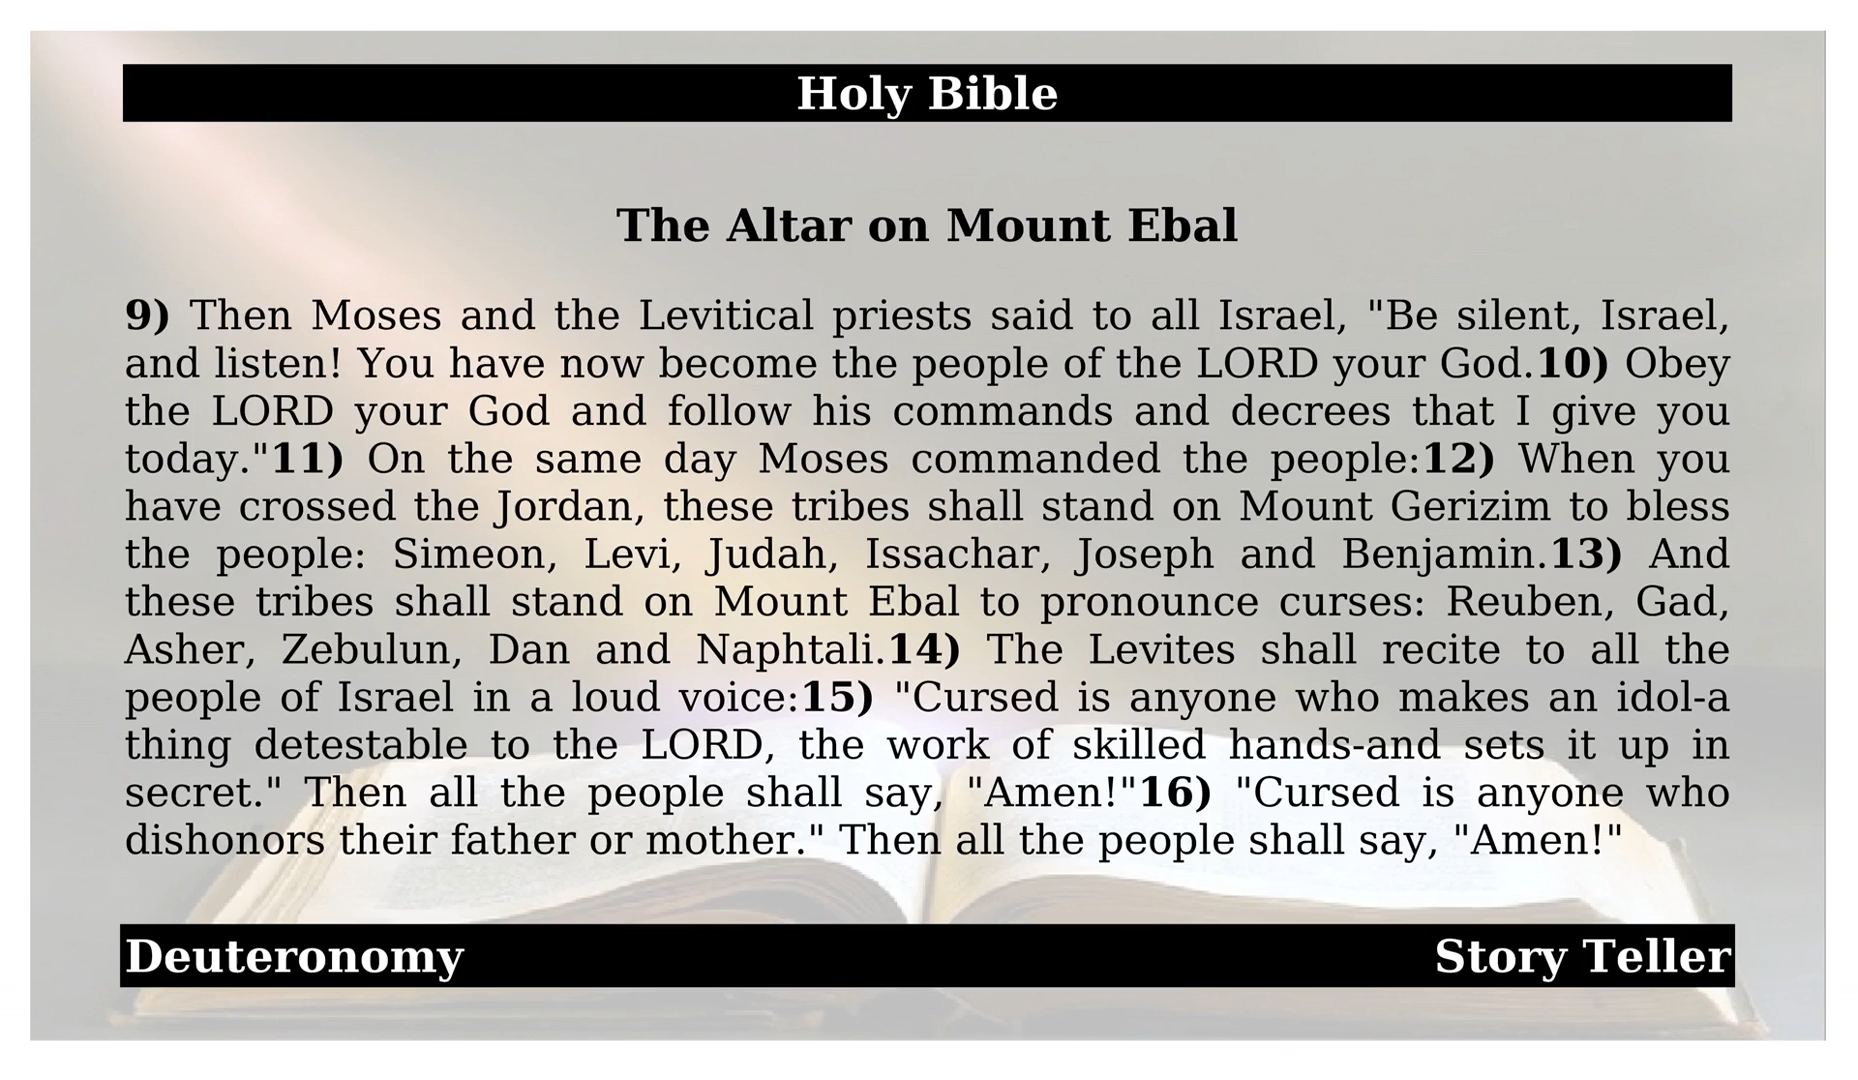 Holy Bible
The Altar on Mount Ebal
9) Then Moses and the Levitical priests said to all Israel, "Be silent, Israel,
and listen! You have now become the people of the LORD your God.10) Obey
the LORD your God and follow his commands and decrees that I give you
today."11) On the same day Moses commanded the people:12) When you
have crossed the Jordan, these tribes shall stand on Mount Gerizim to bless
the people: Simeon, Levi, Judah, Issachar, Joseph and Benjamin.13) And
these tribes shall stand on Mount Ebal to pronounce curses: Reuben, Gad,
Asher, Zebulun, Dan and Naphtali.14) The Levites shall recite to all the
people of Israel in a loud voice:15) "Cursed is anyone who makes an idol-a
thing detestable to the LORD, the work of skilled hands-and sets it up in
secret." Then all the people shall say, "Amen!"16) "Cursed is anyone who
dishonors their father or mother." Then all the people shall say, "Amen!"
Deuteronomy Story Teller